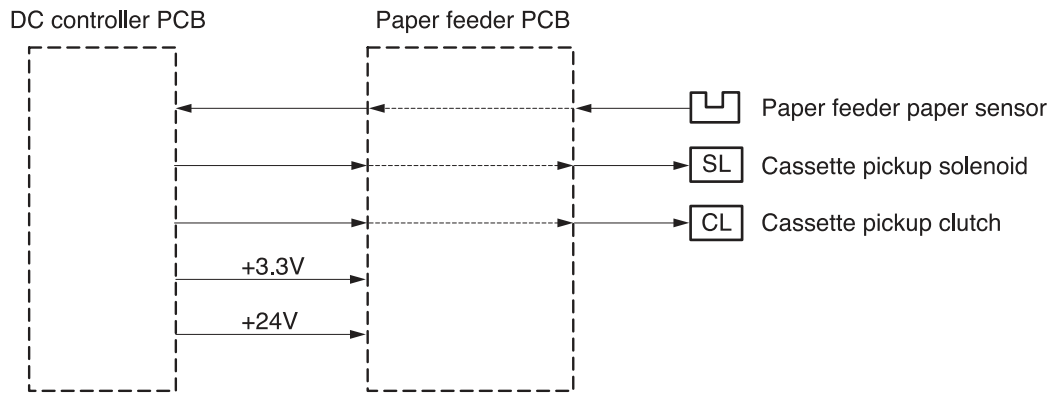 DC controller PCB
Paper feeder PCB
Paper feeder paper sensor
SL Cassette pickup solenoid
CL Cassette pickup clutch
+3.3V
+24V